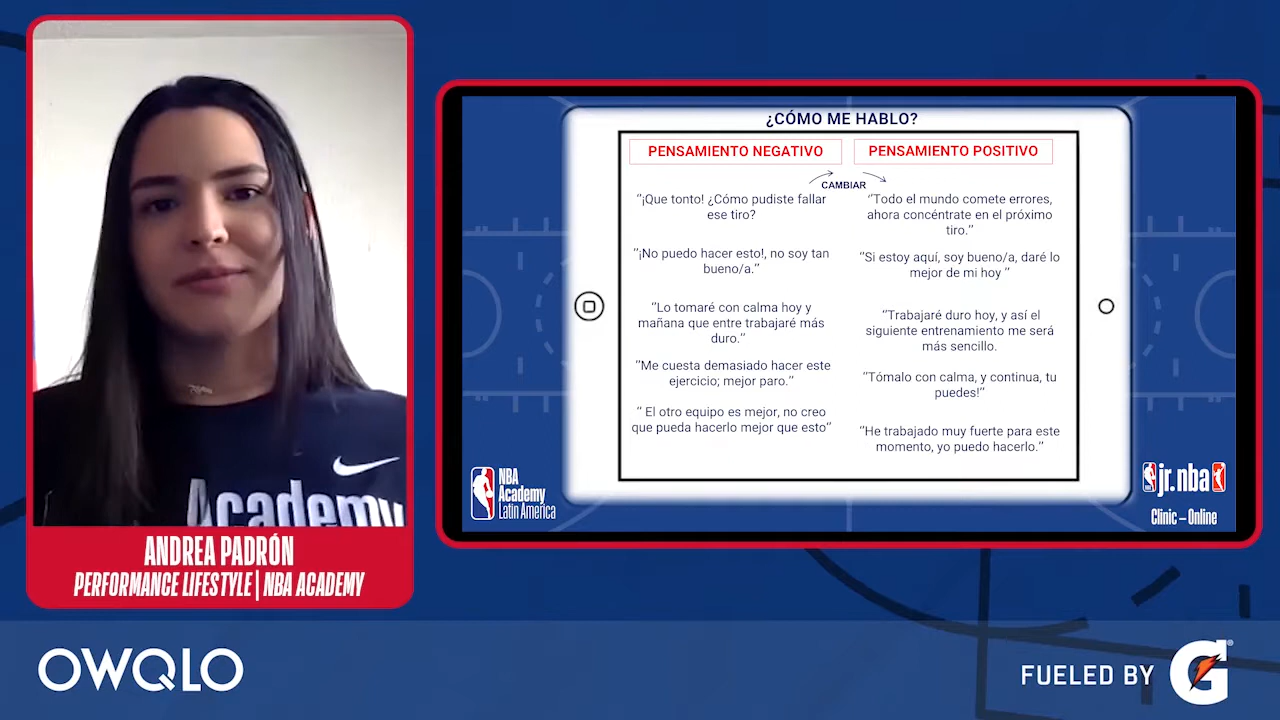 Academy
ANDREA PADRÓN
PERFORMANCE LIFESTYLE | NBA ACADEMY
¿CÓMO ME HABLO?
PENSAMIENTO NEGATIVO
PENSAMIENTO POSITIVO
CAMBIAR
“¡Que tonto! ¿Cómo pudiste fallar
ese tiro?
“¡No puedo hacer esto!, no soy tan
bueno/a.”
“Lo tomaré con calma hoy y
mañana que entre trabajaré más
duro.”
“Me cuesta demasiado hacer este
ejercicio; mejor paro.”
“ El otro equipo es mejor, no creo
que pueda hacerlo mejor que esto“
“Todo el mundo comete errores,
ahora concéntrate en el próximo
tiro.”
“Si estoy aquí, soy bueno/a, daré lo
mejor de mi hoy ”
“Trabajaré duro hoy, y así el
siguiente entrenamiento me será
más sencillo.
“Tómalo con calma, y continua, tu
puedes!”
“He trabajado muy fuerte para este
momento, yo puedo hacerlo.”
NBA
Academy
Latin America
jr.nba
Clinic – Online
OWQLO
FUELED BY G